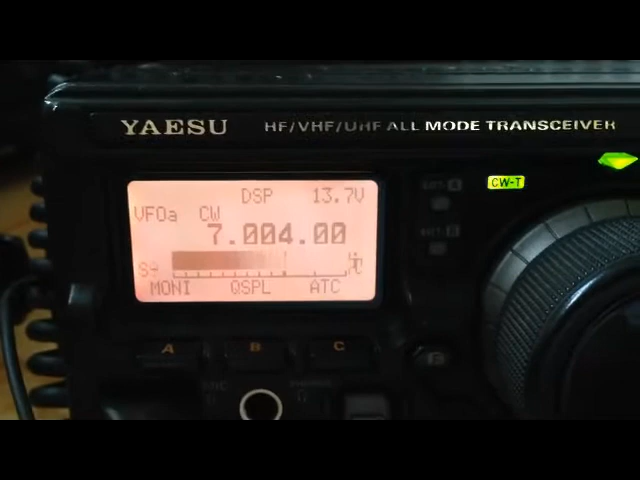 YAESU HF/VHF/UHF ALL MODE TRANSCEIVER
CW-T
DSP 13.7V
VFOa CW
7.004.00
S
MONI QSPL ATC
A B C
F